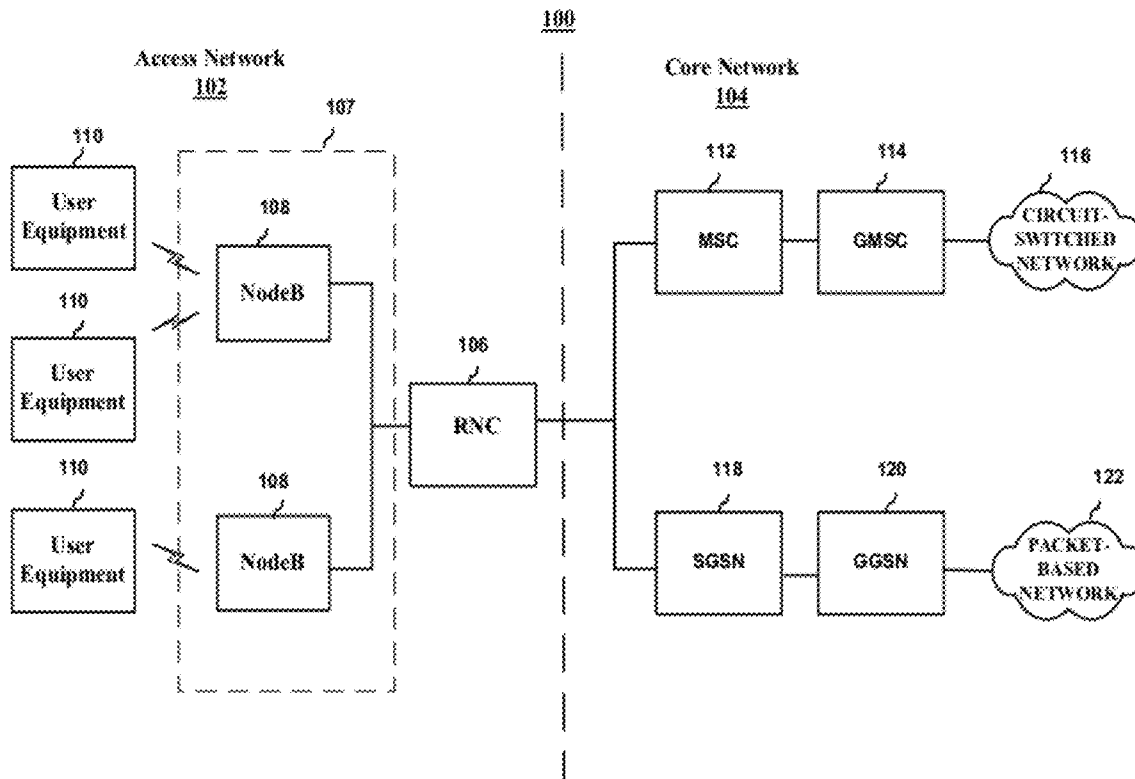 100
Access Network
102
Core Network
104
107
110
User
Equipment
108
NodeB
110
User
Equipment
110
User
Equipment
108
NodeB
106
RNC
112
MSC
114
GMSC
116
CIRCUIT-
SWITCHED
NETWORK
118
SGSN
120
GGSN
122
PACKET-
BASED
NETWORK